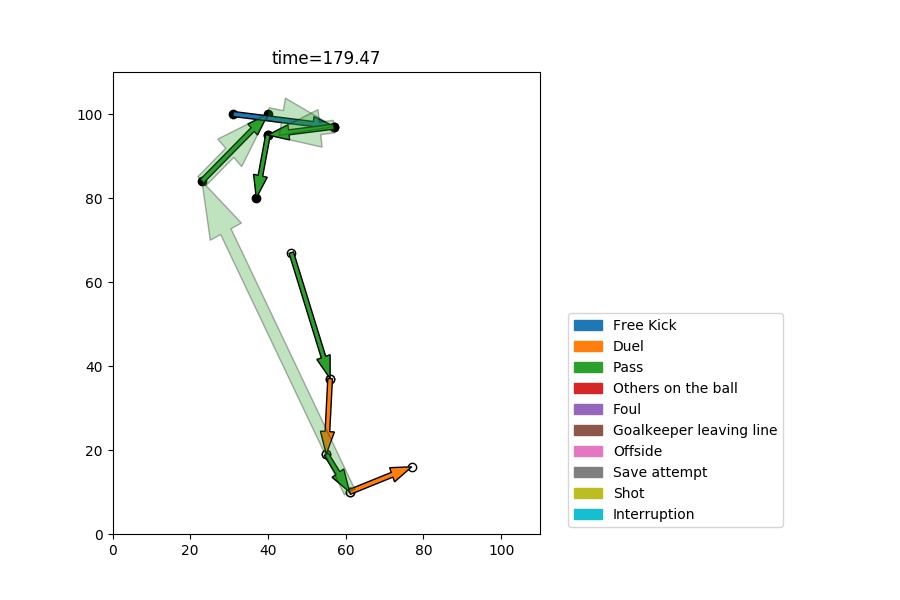 time=179.47
100
80
60
40
20
0
0
20
40
60
80
100
Free Kick
Duel
Pass
Others on the ball
Foul
Goalkeeper leaving line
Offside
Save attempt
Shot
Interruption